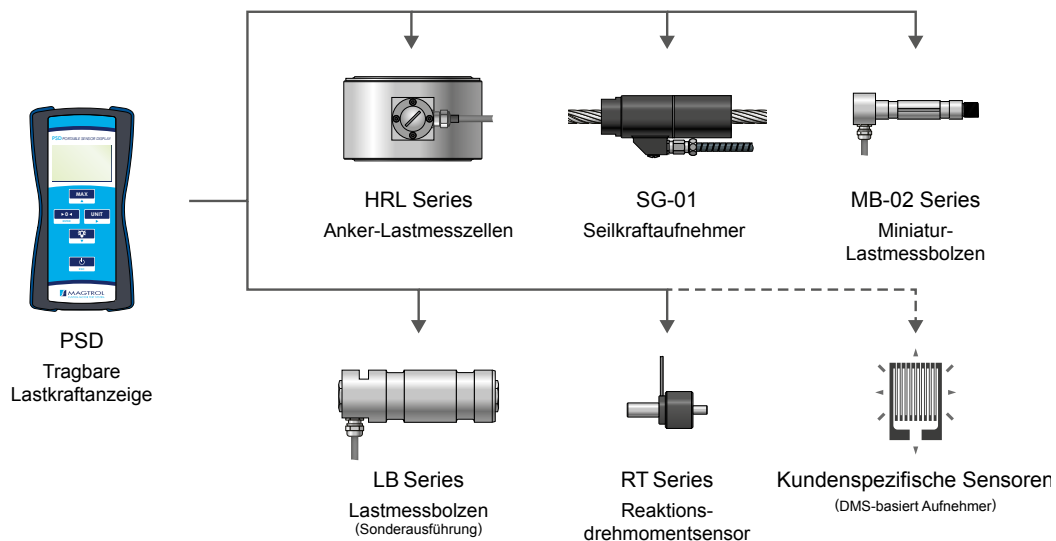 PSD PORTABLE SENSOR DISPLAY
MAX
▸0◂
UNIT
MAGTROL
PSD
Tragbare
Lastkraftanzeige
HRL Series
Anker-Lastmesszellen
SG-01
Seilkraftaufnehmer
MB-02 Series
Miniatur-
Lastmessbolzen
LB Series
Lastmessbolzen
(Sonderausführung)
RT Series
Reaktions-
drehmomentsensor
Kundenspezifische Sensoren
(DMS-basiert Aufnehmer)